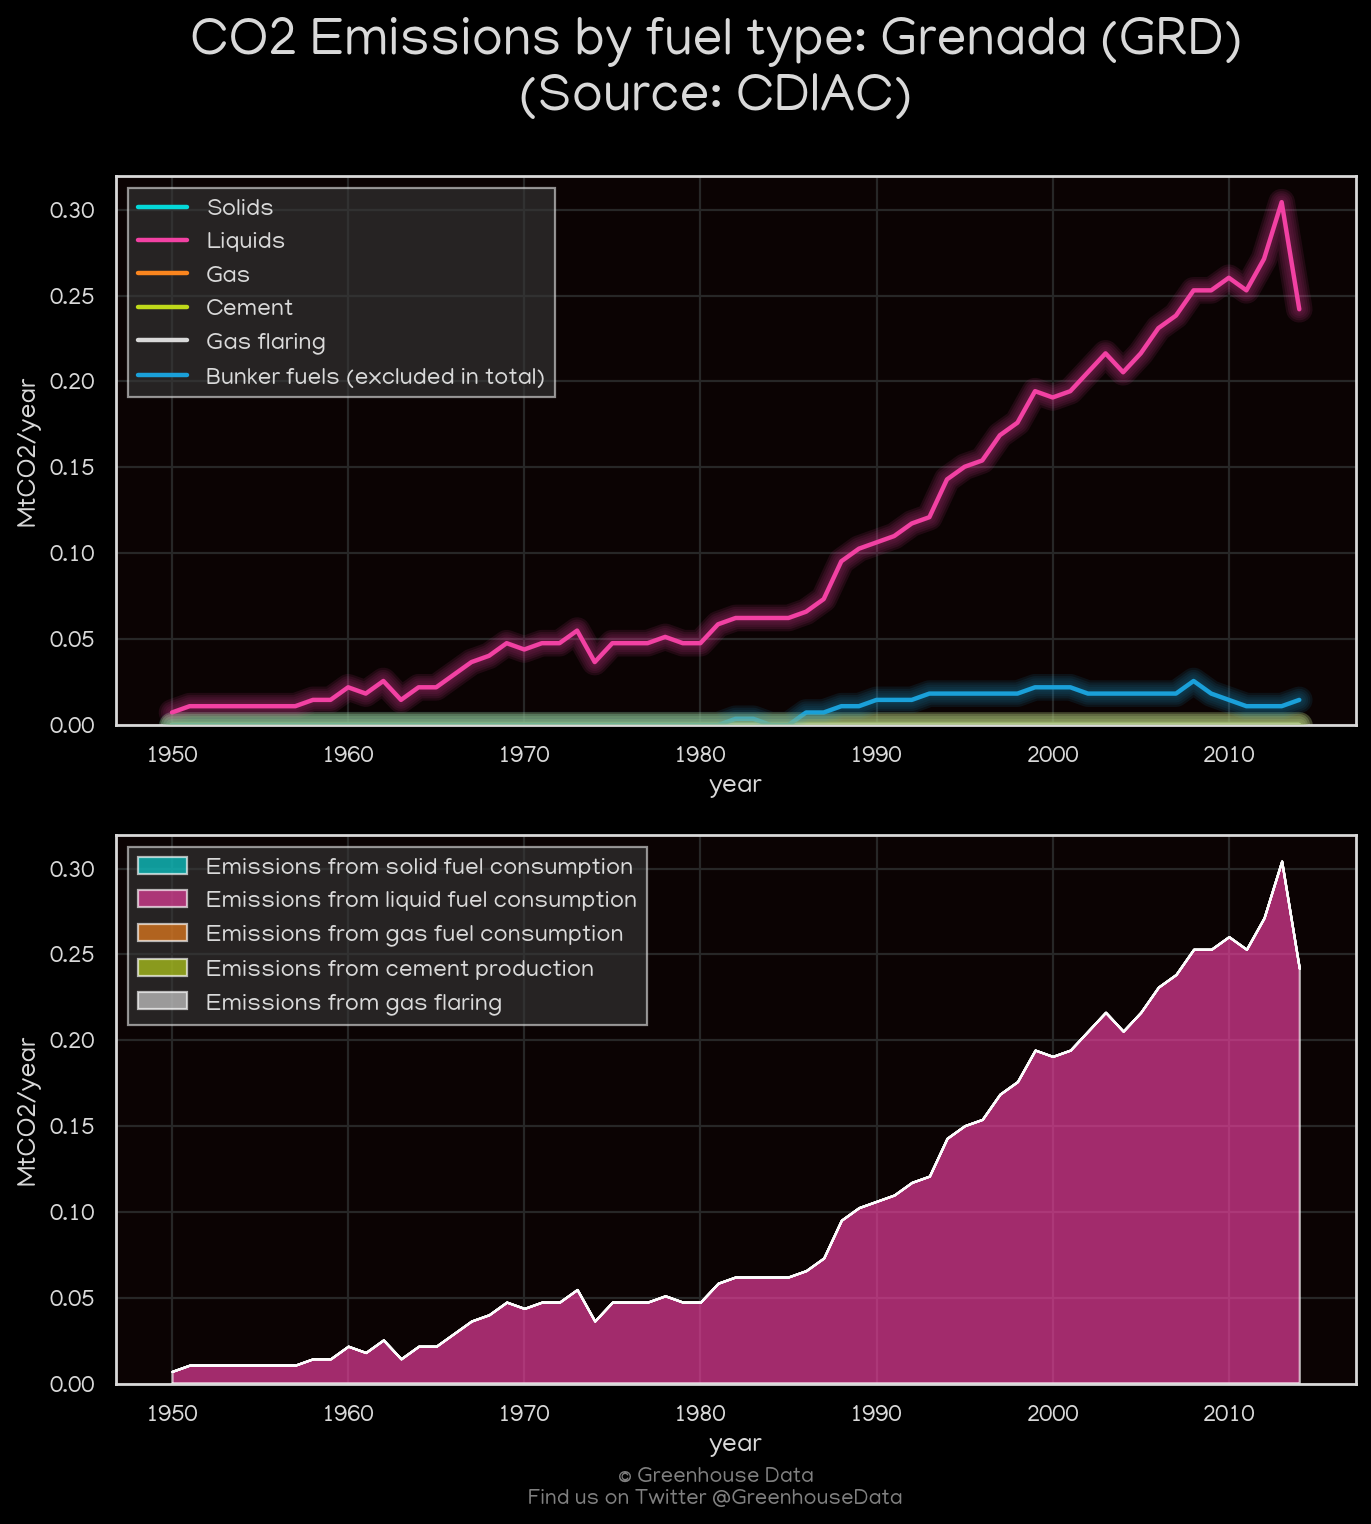 CO2 Emissions by fuel type: Grenada (GRD)
(Source: CDIAC)
Solids
Liquids
Gas
Cement
Gas flaring
Bunker fuels (excluded in total)
0.30
0.25
0.20
0.15
0.10
0.05
0.00
MtCO2/year
1950 1960 1970 1980 1990 2000 2010
year
Emissions from solid fuel consumption
Emissions from liquid fuel consumption
Emissions from gas fuel consumption
Emissions from cement production
Emissions from gas flaring
0.30
0.25
0.20
0.15
0.10
0.05
0.00
MtCO2/year
1950 1960 1970 1980 1990 2000 2010
year
© Greenhouse Data
Find us on Twitter @GreenhouseData